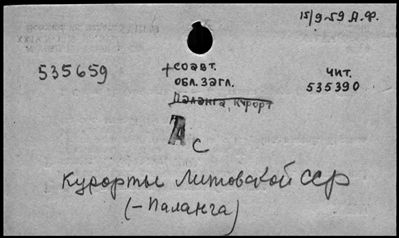 15/9-59 А.Ф.
535659
+ СОАВТ.
ОБЛ. ЗАГЛ.
Паланга, курорт
ЧИТ.
535390
А с
Курорты Литовской ССР
(- Паланга)